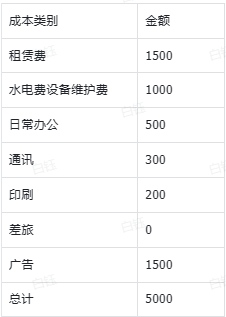 成本类别 金额
租赁费 1500
水电费设备维护费 1000
日常办公 500
通讯 300
印刷 200
差旅 0
广告 1500
总计 5000